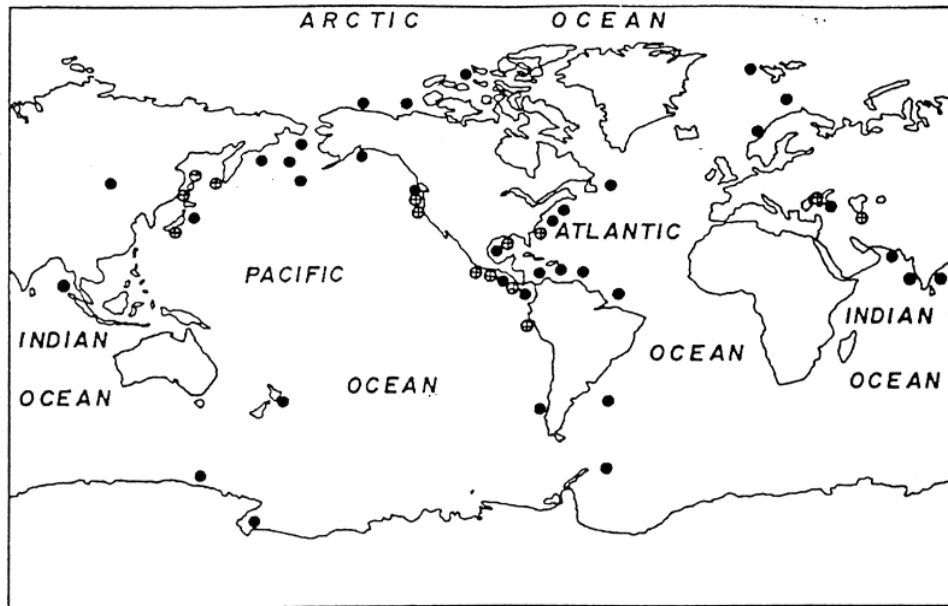 ARCTIC OCEAN
ATLANTIC
PACIFIC
INDIAN INDIAN
OCEAN
OCEAN OCEAN OCEAN